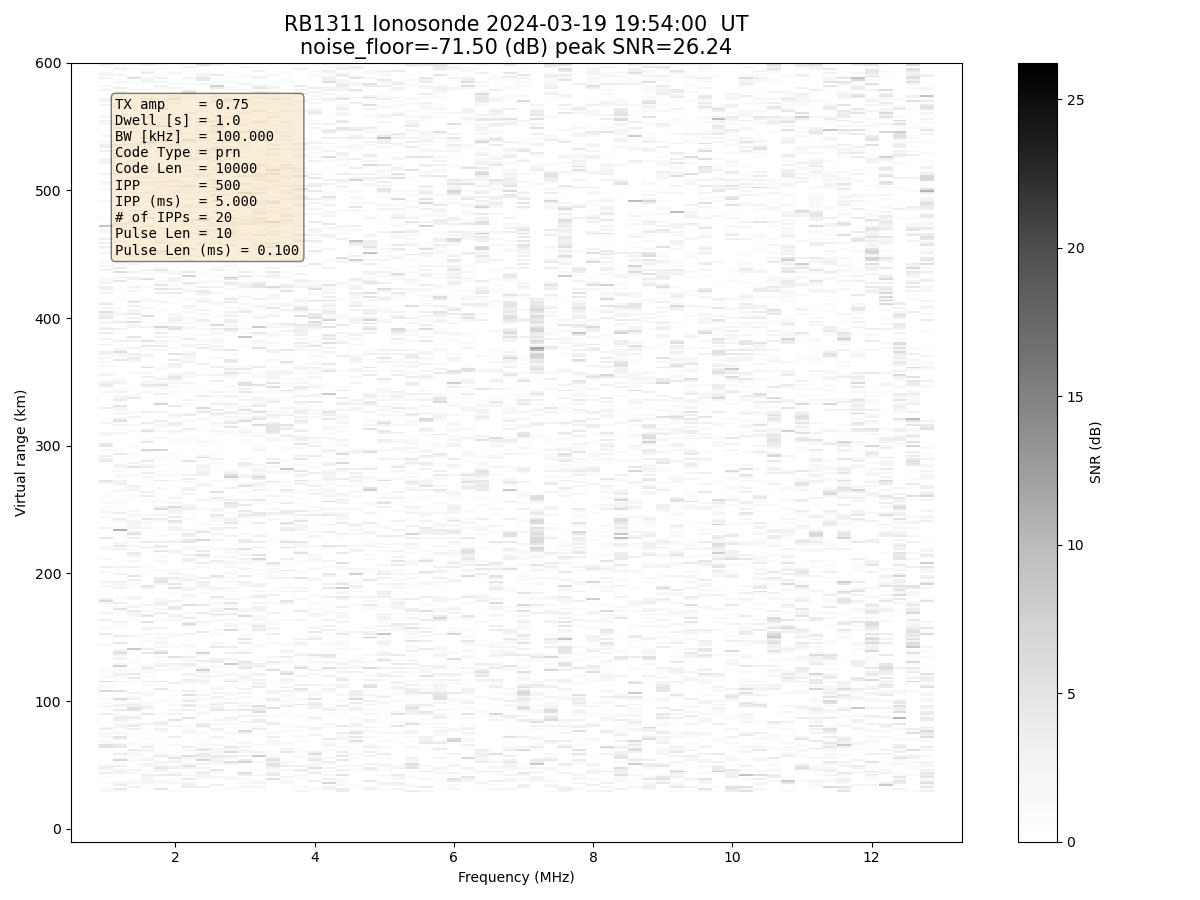 RB1311 Ionosonde 2024-03-19 19:54:00  UT
noise_floor=-71.50 (dB) peak SNR=26.24
600
500
400
300
200
100
0
Virtual range (km)
TX amp    = 0.75
Dwell [s] = 1.0
BW [kHz]  = 100.000
Code Type = prn
Code Len  = 10000
IPP       = 500
IPP (ms)  = 5.000
# of IPPs = 20
Pulse Len = 10
Pulse Len (ms) = 0.100
2
4
6
8
10
12
Frequency (MHz)
25
20
15
10
5
0
SNR (dB)